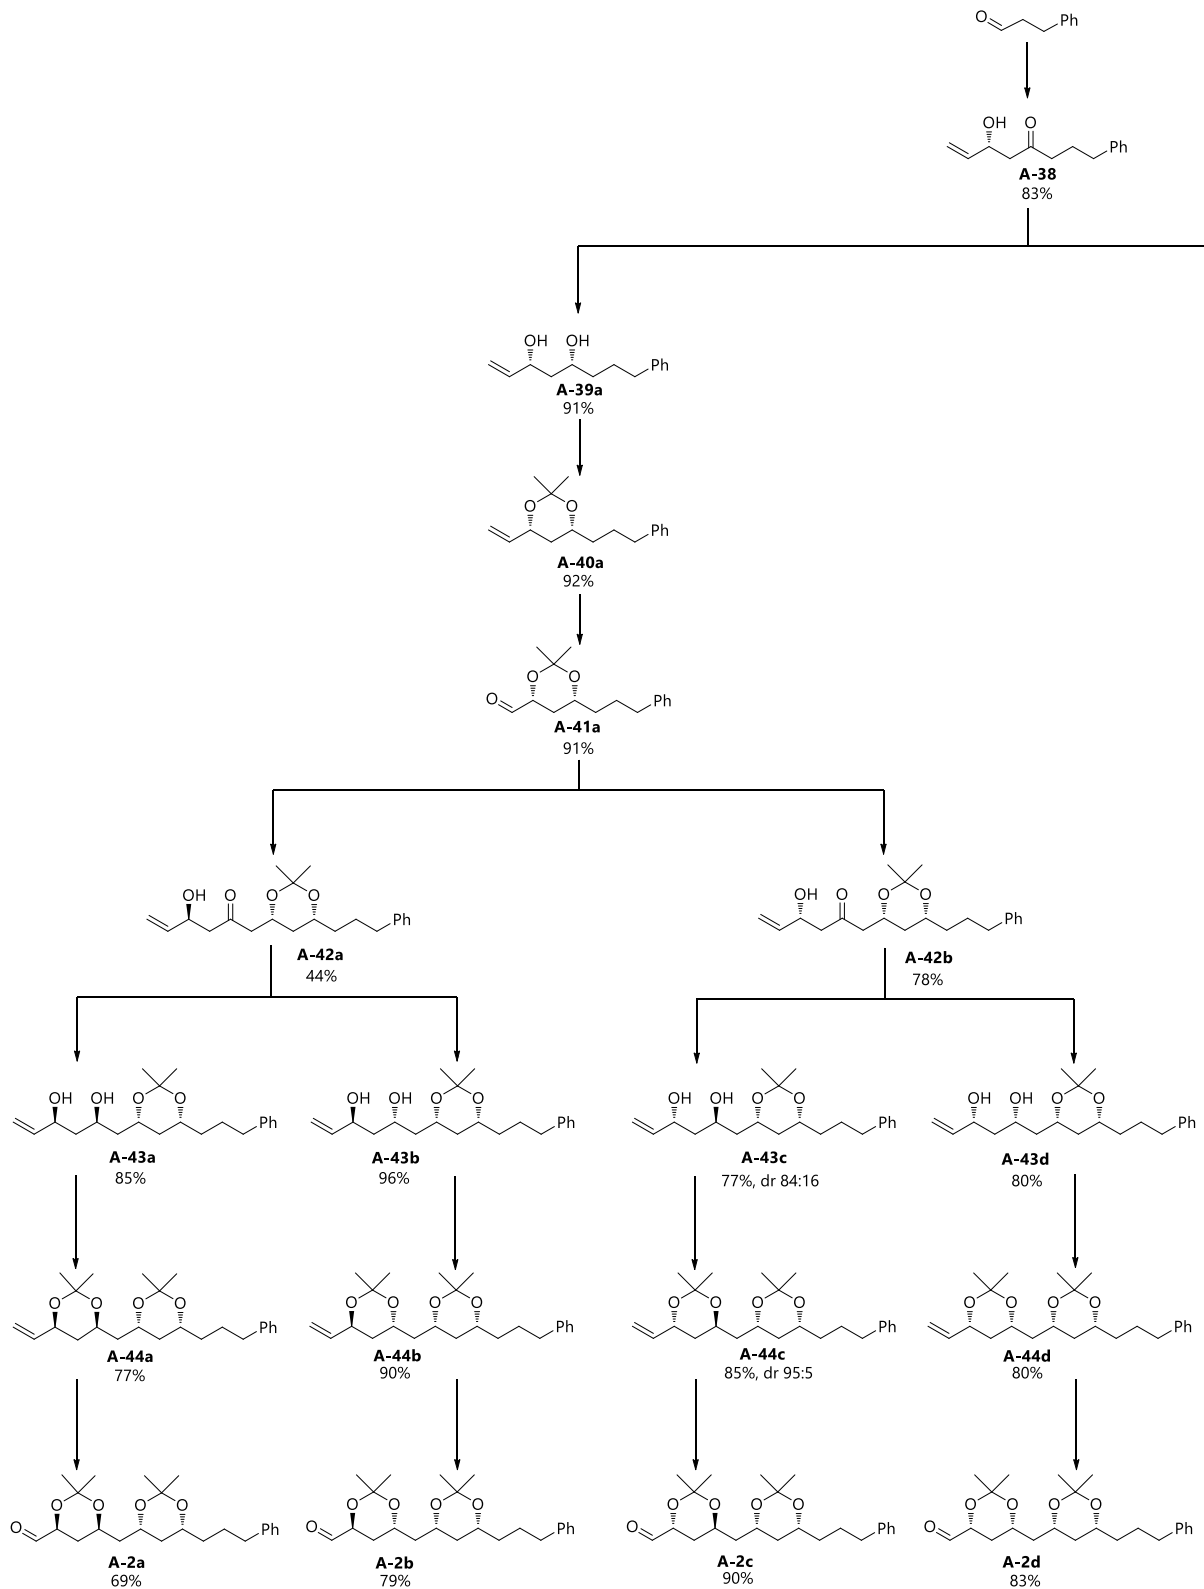 O Ph
OH O
Ph
A-38
83%
OH OH
Ph
A-39a
91%
O O
Ph
A-40a
92%
O O
O Ph
A-41a
91%
OH O O O
Ph
A-42a
44%
OH O O O
Ph
A-42b
78%
OH OH O O
Ph
A-43a
85%
OH OH O O
Ph
A-43b
96%
OH OH O O
Ph
A-43c
77%, dr 84:16
OH OH O O
Ph
A-43d
80%
O O O O
Ph
A-44a
77%
O O O O
Ph
A-44b
90%
O O O O
Ph
A-44c
85%, dr 95:5
O O O O
Ph
A-44d
80%
O O O O
O Ph
A-2a
69%
O O O O
O Ph
A-2b
79%
O O O O
O Ph
A-2c
90%
O O O O
O Ph
A-2d
83%